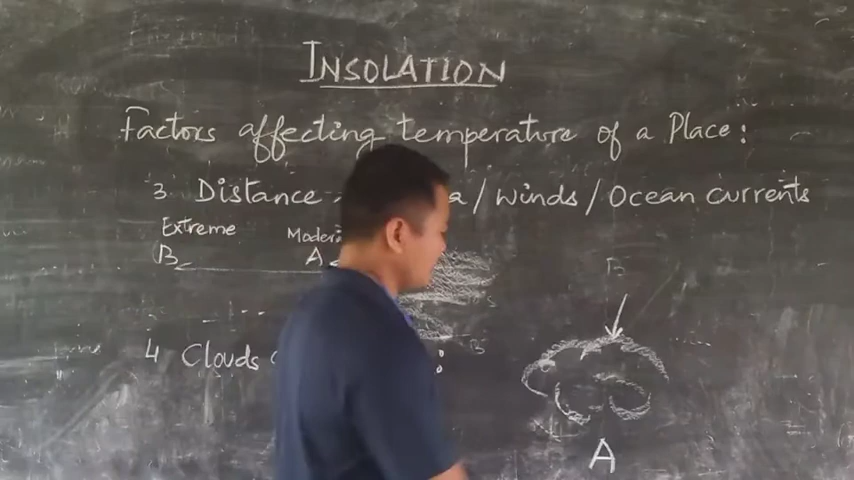 INSOLATION
Factors affecting temperature of a Place:
3 Distance a/winds/Ocean currents
Extreme
B A
B
4 Clouds :
A